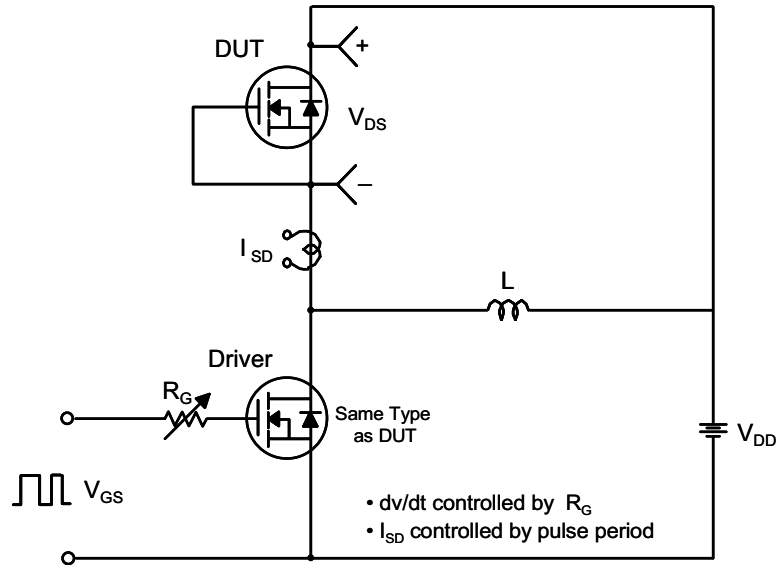 DUT
+
V_DS
–
I_SD
L
Driver
R_G
Same Type
as DUT
V_DD
V_GS
• dv/dt controlled by R_G
• I_SD controlled by pulse period